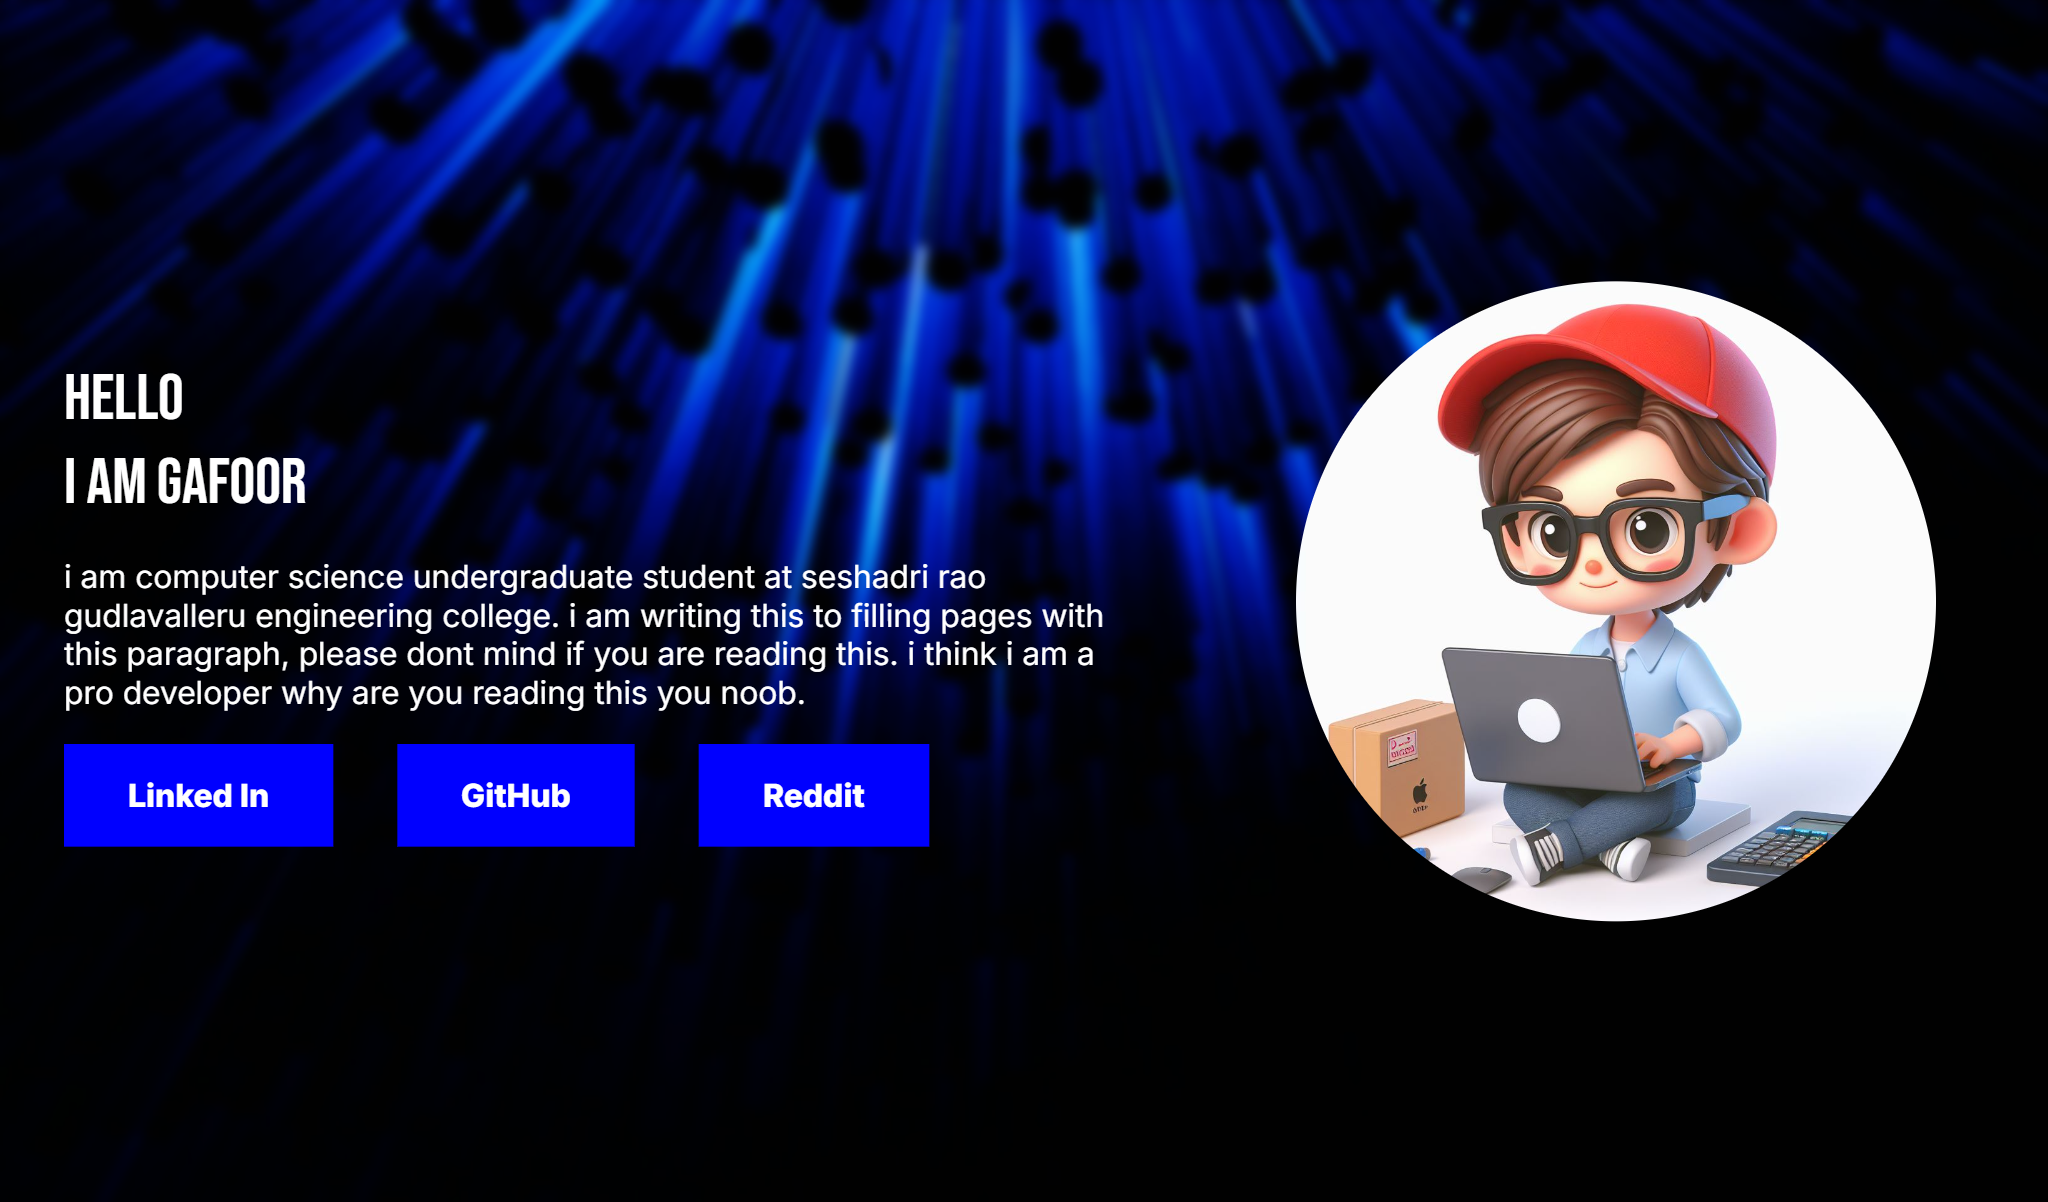 HELLO
I AM GAFOOR
i am computer science undergraduate student at seshadri rao
gudlavalleru engineering college. i am writing this to filling pages with
this paragraph, please dont mind if you are reading this. i think i am a
pro developer why are you reading this you noob.
Linked In
GitHub
Reddit